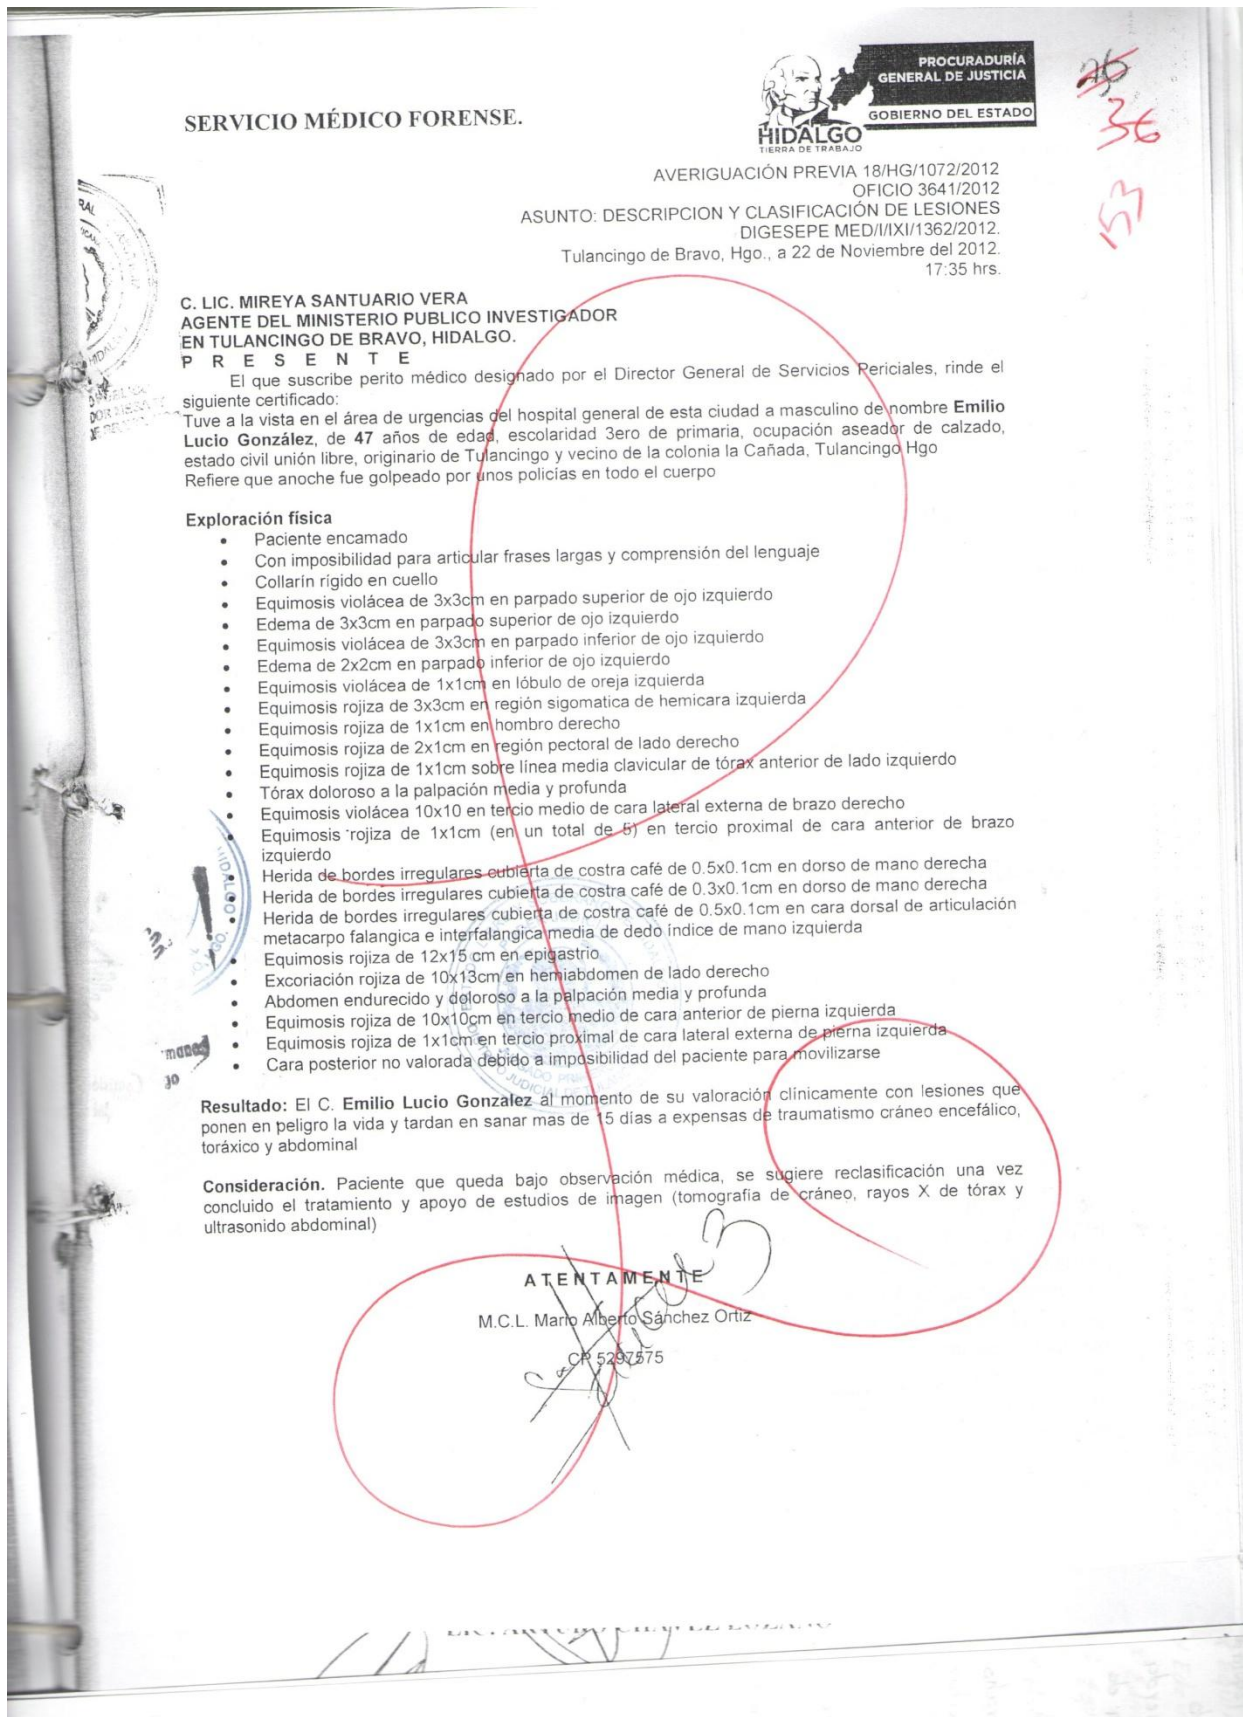 PROCURADURÍA
GENERAL DE JUSTICIA
GOBIERNO DEL ESTADO
HIDALGO
TIERRA DE TRABAJO
26
36
153
SERVICIO MÉDICO FORENSE.
AVERIGUACIÓN PREVIA 18/HG/1072/2012
OFICIO 3641/2012
ASUNTO: DESCRIPCION Y CLASIFICACIÓN DE LESIONES
DIGESEPE MED/I/IXI/1362/2012.
Tulancingo de Bravo, Hgo., a 22 de Noviembre del 2012.
17:35 hrs.
C. LIC. MIREYA SANTUARIO VERA
AGENTE DEL MINISTERIO PUBLICO INVESTIGADOR
EN TULANCINGO DE BRAVO, HIDALGO.
P R E S E N T E
El que suscribe perito médico designado por el Director General de Servicios Periciales, rinde el
siguiente certificado:
Tuve a la vista en el área de urgencias del hospital general de esta ciudad a masculino de nombre Emilio
Lucio González, de 47 años de edad, escolaridad 3ero de primaria, ocupación aseador de calzado,
estado civil unión libre, originario de Tulancingo y vecino de la colonia la Cañada, Tulancingo Hgo
Refiere que anoche fue golpeado por unos policías en todo el cuerpo
Exploración física
• Paciente encamado
• Con imposibilidad para articular frases largas y comprensión del lenguaje
• Collarín rígido en cuello
• Equimosis violácea de 3x3cm en parpado superior de ojo izquierdo
• Edema de 3x3cm en parpado superior de ojo izquierdo
• Equimosis violácea de 3x3cm en parpado inferior de ojo izquierdo
• Edema de 2x2cm en parpado inferior de ojo izquierdo
• Equimosis violácea de 1x1cm en lóbulo de oreja izquierda
• Equimosis rojiza de 3x3cm en región sigomatica de hemicara izquierda
• Equimosis rojiza de 1x1cm en hombro derecho
• Equimosis rojiza de 2x1cm en región pectoral de lado derecho
• Equimosis rojiza de 1x1cm sobre línea media clavicular de tórax anterior de lado izquierdo
• Tórax doloroso a la palpación media y profunda
• Equimosis violácea 10x10 en tercio medio de cara lateral externa de brazo derecho
• Equimosis rojiza de 1x1cm (en un total de 5) en tercio proximal de cara anterior de brazo
izquierdo
• Herida de bordes irregulares cubierta de costra café de 0.5x0.1cm en dorso de mano derecha
• Herida de bordes irregulares cubierta de costra café de 0.3x0.1cm en dorso de mano derecha
• Herida de bordes irregulares cubierta de costra café de 0.5x0.1cm en cara dorsal de articulación
metacarpo falangica e interfalangica media de dedo índice de mano izquierda
• Equimosis rojiza de 12x15 cm en epigastrio
• Excoriación rojiza de 10x13cm en hemiabdomen de lado derecho
• Abdomen endurecido y doloroso a la palpación media y profunda
• Equimosis rojiza de 10x10cm en tercio medio de cara anterior de pierna izquierda
• Equimosis rojiza de 1x1cm en tercio proximal de cara lateral externa de pierna izquierda
• Cara posterior no valorada debido a imposibilidad del paciente para movilizarse
Resultado: El C. Emilio Lucio Gonzalez al momento de su valoración clínicamente con lesiones que
ponen en peligro la vida y tardan en sanar mas de 15 días a expensas de traumatismo cráneo encefálico,
toráxico y abdominal
Consideración. Paciente que queda bajo observación médica, se sugiere reclasificación una vez
concluido el tratamiento y apoyo de estudios de imagen (tomografía de cráneo, rayos X de tórax y
ultrasonido abdominal)
A T E N T A M E N T E
M.C.L. Mario Alberto Sánchez Ortiz
CP 5297575